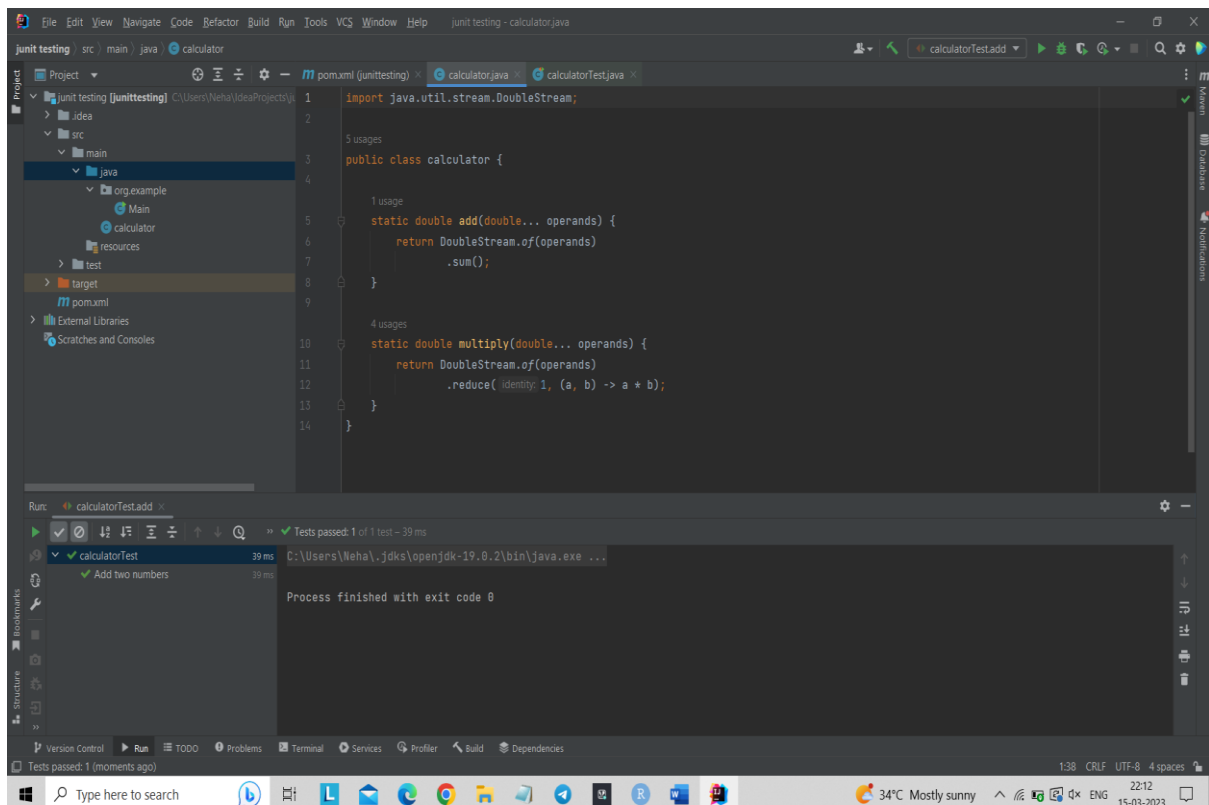 File Edit View Navigate Code Refactor Build Run Tools VCS Window Help junit testing - calculator.java
junit testing src main java calculator
calculatorTest.add
Project
pom.xml (junittesting)
calculator.java
calculatorTest.java
junit testing [junittesting] C:\Users\Neha\IdeaProjects\
.idea
src
main
java
org.example
Main
calculator
resources
test
target
pom.xml
External Libraries
Scratches and Consoles
1 import java.util.stream.DoubleStream;
2
5 usages
3 public class calculator {
4
1 usage
5 static double add(double... operands) {
6 return DoubleStream.of(operands)
7 .sum();
8 }
9
4 usages
10 static double multiply(double... operands) {
11 return DoubleStream.of(operands)
12 .reduce( identity: 1, (a, b) -> a * b);
13 }
14 }
Project
Bookmarks
Structure
Maven
Database
Notifications
Run: calculatorTest.add
Tests passed: 1 of 1 test – 39 ms
calculatorTest 39 ms
Add two numbers 39 ms
C:\Users\Neha\.jdks\openjdk-19.0.2\bin\java.exe ...
Process finished with exit code 0
Version Control Run TODO Problems Terminal Services Profiler Build Dependencies
Tests passed: 1 (moments ago)
1:38 CRLF UTF-8 4 spaces
Type here to search
34°C Mostly sunny
ENG
22:12
15-03-2023